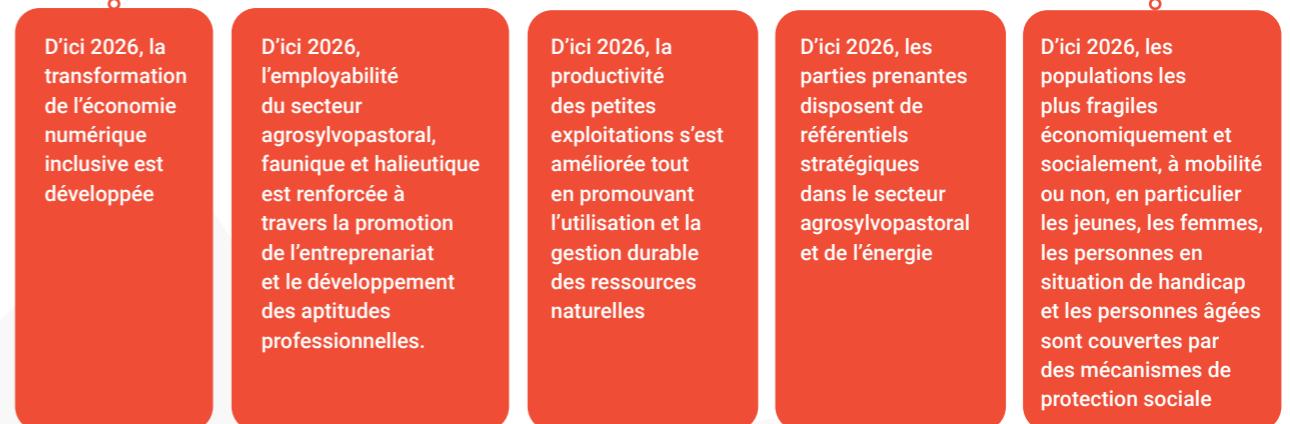 D’ici 2026, la
transformation
de l’économie
numérique
inclusive est
développée
D’ici 2026,
l’employabilité
du secteur
agrosylvopastoral,
faunique et halieutique
est renforcée à
travers la promotion
de l’entreprenariat
et le développement
des aptitudes
professionnelles.
D’ici 2026, la
productivité
des petites
exploitations s’est
améliorée tout
en promouvant
l’utilisation et la
gestion durable
des ressources
naturelles
D’ici 2026, les
parties prenantes
disposent de
référentiels
stratégiques
dans le secteur
agrosylvopastoral
et de l’énergie
D’ici 2026, les
populations les
plus fragiles
économiquement et
socialement, à mobilité
ou non, en particulier
les jeunes, les femmes,
les personnes en
situation de handicap
et les personnes âgées
sont couvertes par
des mécanismes de
protection sociale